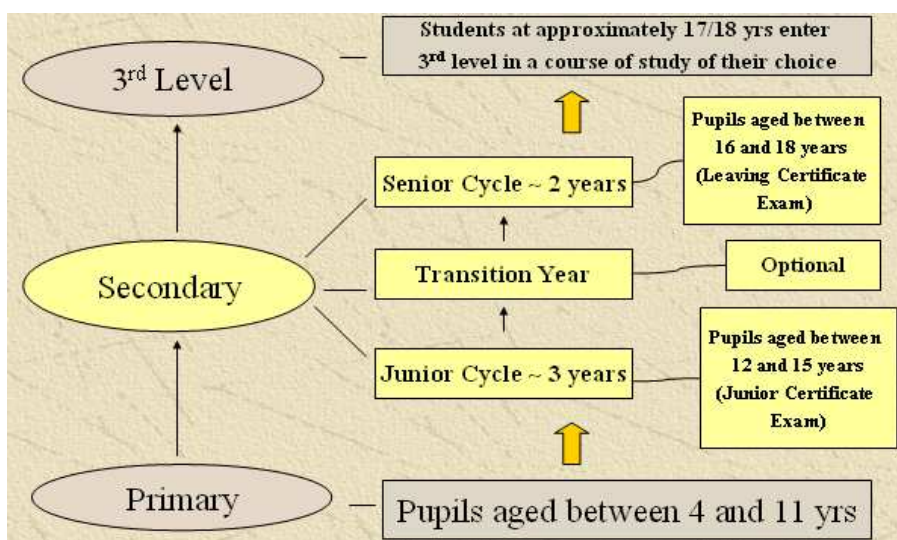 Students at approximately 17/18 yrs enter
3rd level in a course of study of their choice
3rd Level
Pupils aged between
16 and 18 years
(Leaving Certificate
Exam)
Senior Cycle ~ 2 years
Secondary
Transition Year
Optional
Pupils aged between
12 and 15 years
(Junior Certificate
Exam)
Junior Cycle ~ 3 years
Primary
Pupils aged between 4 and 11 yrs